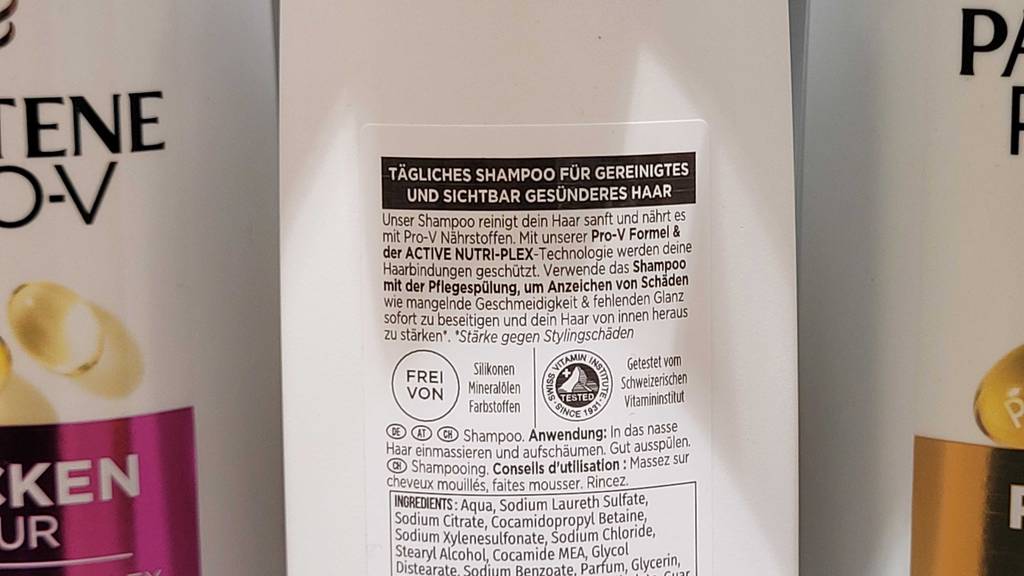 TENE
O-V
CKEN
UR
TÄGLICHES SHAMPOO FÜR GEREINIGTES
UND SICHTBAR GESÜNDERES HAAR
Unser Shampoo reinigt dein Haar sanft und nährt es
mit Pro-V Nährstoffen. Mit unserer Pro-V Formel &
der ACTIVE NUTRI-PLEX-Technologie werden deine
Haarbindungen geschützt. Verwende das Shampoo
mit der Pflegespülung, um Anzeichen von Schäden
wie mangelnde Geschmeidigkeit & fehlenden Glanz
sofort zu beseitigen und dein Haar von innen heraus
zu stärken*. *Stärke gegen Stylingschäden
FREI
VON
Silikonen
Mineralölen
Farbstoffen
SWISS VITAMIN INSTITUTE
TESTED
SINCE 1931
Getestet vom
Schweizerischen
Vitamininstitut
DE AT CH Shampoo. Anwendung: In das nasse
Haar einmassieren und aufschäumen. Gut ausspülen.
CH Shampooing. Conseils d'utilisation : Massez sur
cheveux mouillés, faites mousser. Rincez.
INGREDIENTS: Aqua, Sodium Laureth Sulfate,
Sodium Citrate, Cocamidopropyl Betaine,
Sodium Xylenesulfonate, Sodium Chloride,
Stearyl Alcohol, Cocamide MEA, Glycol
Distearate, Sodium Benzoate, Parfum, Glycerin,
PA